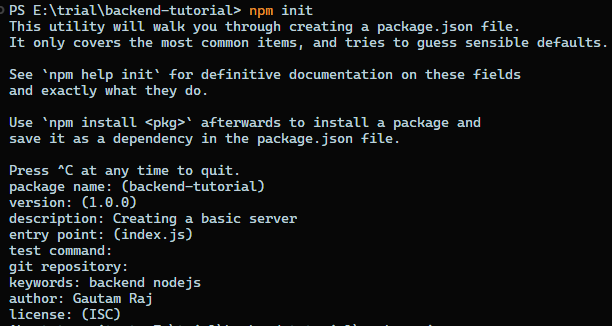 PS E:\trial\backend-tutorial> npm init
This utility will walk you through creating a package.json file.
It only covers the most common items, and tries to guess sensible defaults.
See `npm help init` for definitive documentation on these fields
and exactly what they do.
Use `npm install <pkg>` afterwards to install a package and
save it as a dependency in the package.json file.
Press ^C at any time to quit.
package name: (backend-tutorial)
version: (1.0.0)
description: Creating a basic server
entry point: (index.js)
test command:
git repository:
keywords: backend nodejs
author: Gautam Raj
license: (ISC)